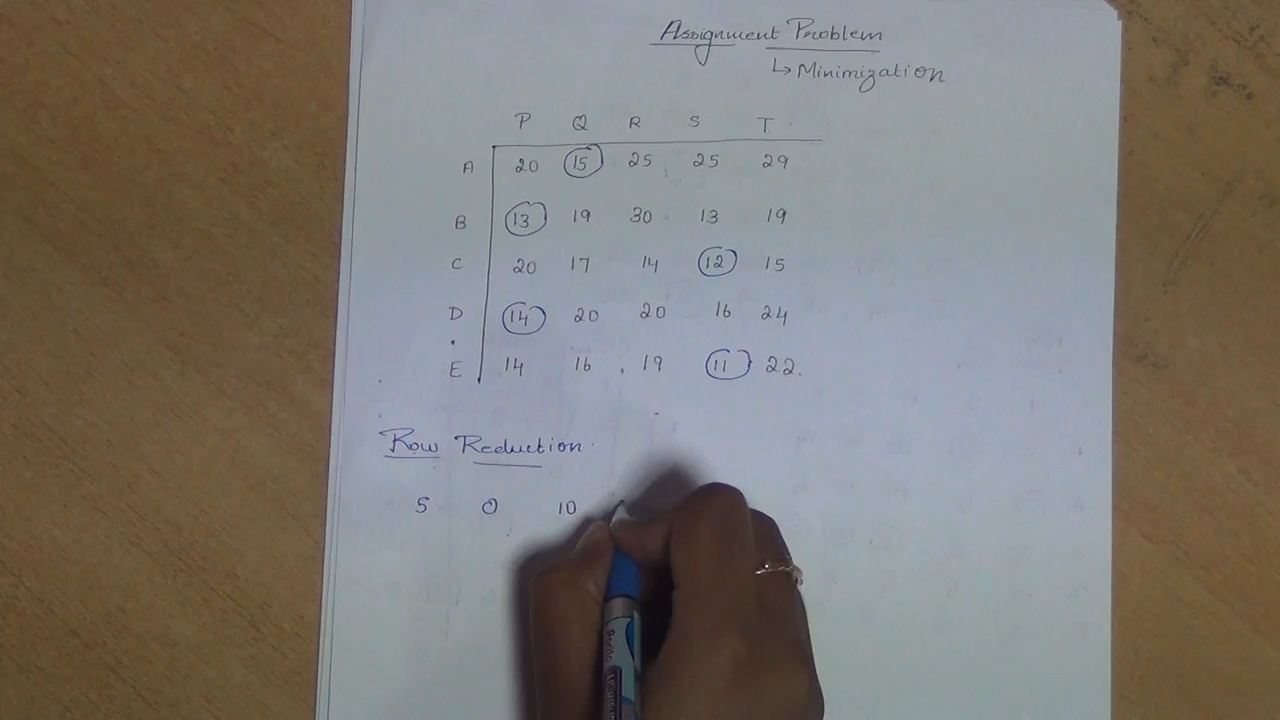 Assignment Problem
↳ Minimization
P Q R S T
A 20 15 25 25 29
B 13 19 30 13 19
C 20 17 14 12 15
D 14 20 20 16 24
E 14 16 19 11 22
Row Reduction
5 0 10